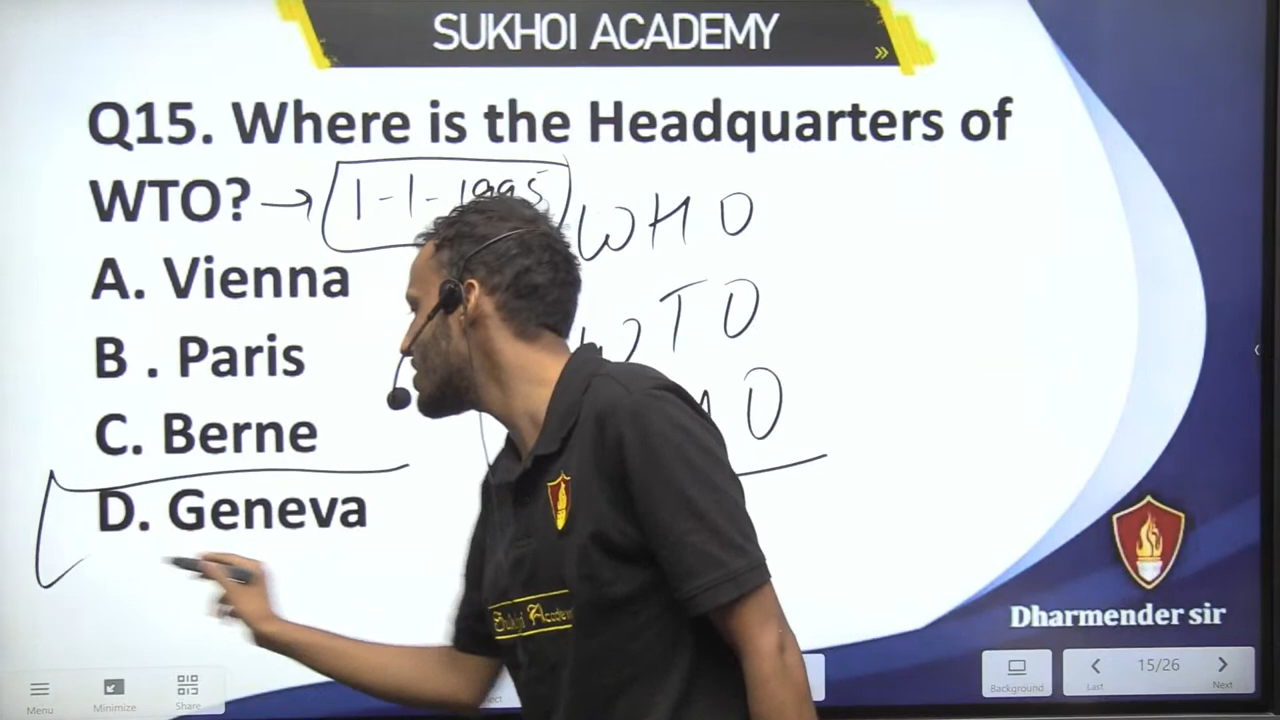 SUKHOI ACADEMY
Q15. Where is the Headquarters of
WTO? → 1-1-1995
WHO
A. Vienna
TO
B . Paris
O
C. Berne
D. Geneva
Sukhoi Academy
Dharmender sir
Menu
Minimize
Share
Background
Last
15/26
Next